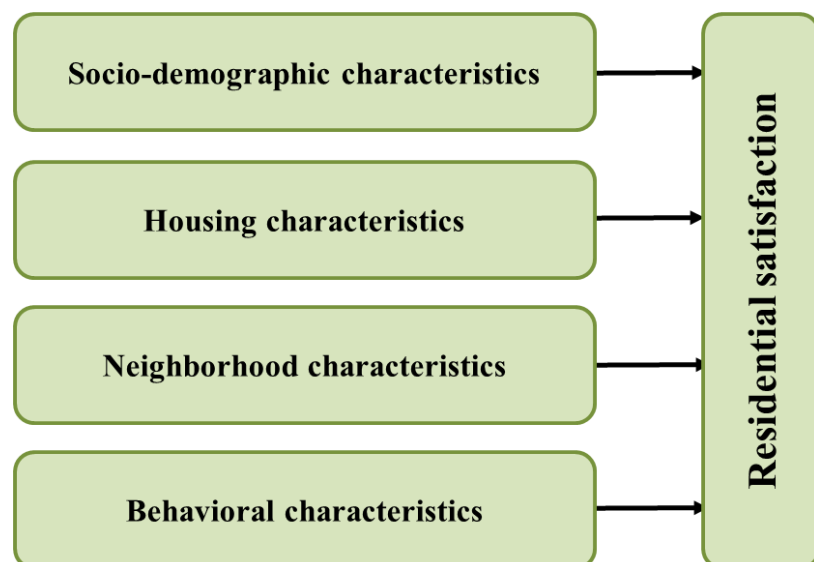 Socio-demographic characteristics
Housing characteristics
Neighborhood characteristics
Behavioral characteristics
Residential satisfaction